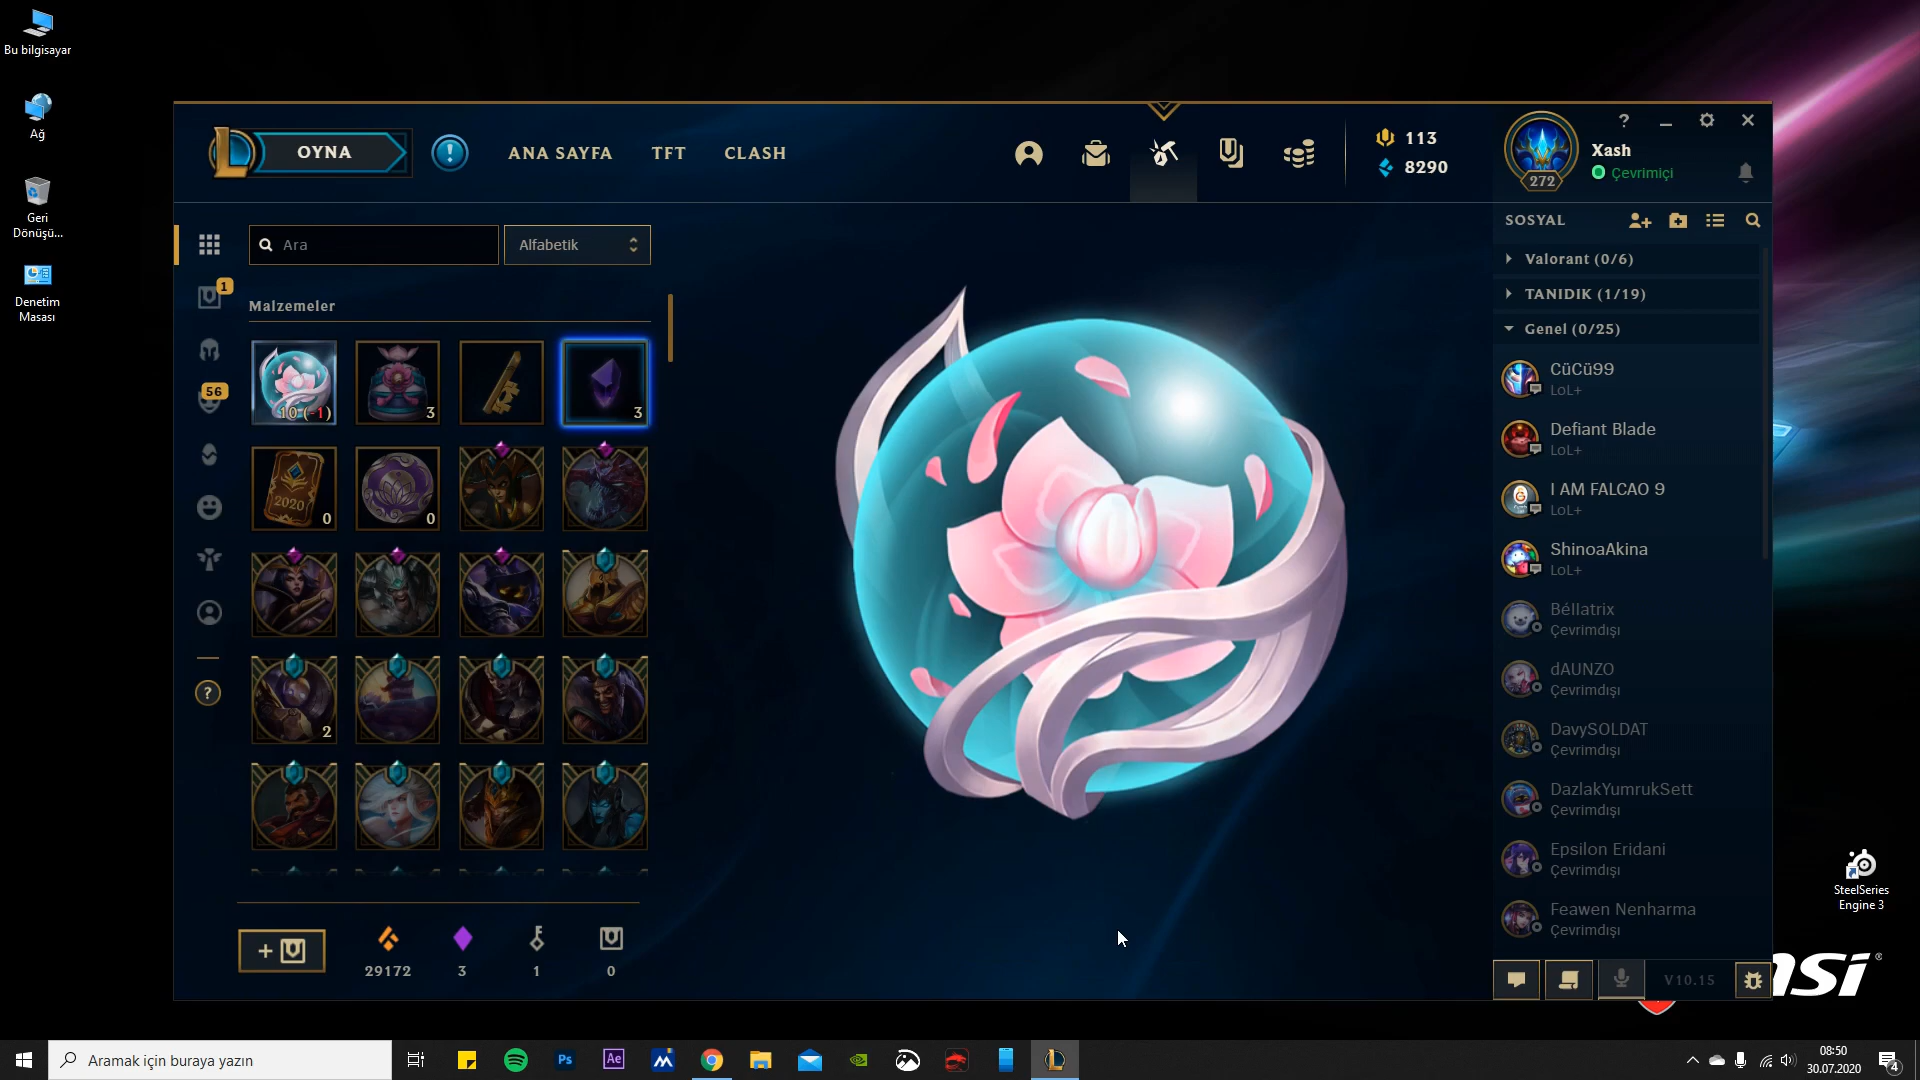 Bu bilgisayar
Ağ
Geri
Dönüşü...
Denetim
Masası
OYNA
ANA SAYFA
TFT
CLASH
113
8290
272
Xash
Çevrimiçi
?
Ara
Alfabetik
1
56
?
Malzemeler
10 (-1)
3
3
2020
0
0
2
29172
3
1
0
SOSYAL
Valorant (0/6)
TANIDIK (1/19)
Genel (0/25)
CüCü99
LoL+
Defiant Blade
LoL+
I AM FALCAO 9
LoL+
ShinoaAkina
LoL+
Béllatrix
Çevrimdışı
dAUNZO
Çevrimdışı
DavySOLDAT
Çevrimdışı
DazlakYumrukSett
Çevrimdışı
Epsilon Eridani
Çevrimdışı
Feawen Nenharma
Çevrimdışı
V10.15
SteelSeries
Engine 3
msi
Aramak için buraya yazın
Ps
Ae
08:50
30.07.2020
4